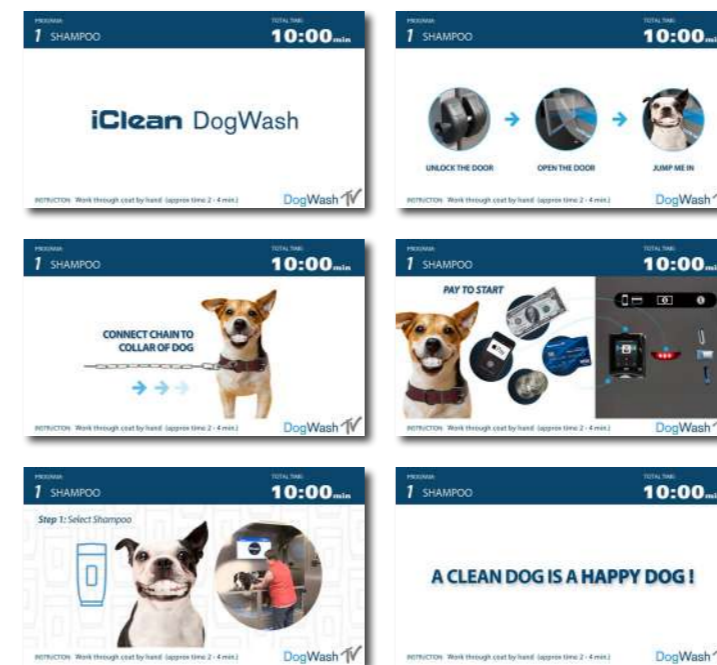 PROGRAM:
TOTAL TIME:
1 SHAMPOO
10:00min
iClean DogWash
INSTRUCTION: Work through coat by hand (approx time 2 - 4 min.)
DogWash TV
PROGRAM:
TOTAL TIME:
1 SHAMPOO
10:00mi
UNLOCK THE DOOR
OPEN THE DOOR
JUMP ME IN
INSTRUCTION: Work through coat by hand (approx time 2 - 4 min.)
DogWash
PROGRAM:
TOTAL TIME:
1 SHAMPOO
10:00min
CONNECT CHAIN TO
COLLAR OF DOG
INSTRUCTION: Work through coat by hand (approx time 2 - 4 min.)
DogWash TV
PROGRAM:
TOTAL TIME:
1 SHAMPOO
10:00mi
PAY TO START
INSTRUCTION: Work through coat by hand (approx time 2 - 4 min.)
DogWash
PROGRAM:
TOTAL TIME:
1 SHAMPOO
10:00min
Step 1: Select Shampoo
INSTRUCTION: Work through coat by hand (approx time 2 - 4 min.)
DogWash TV
PROGRAM:
TOTAL TIME:
1 SHAMPOO
10:00mi
A CLEAN DOG IS A HAPPY DOG !
INSTRUCTION: Work through coat by hand (approx time 2 - 4 min.)
DogWash